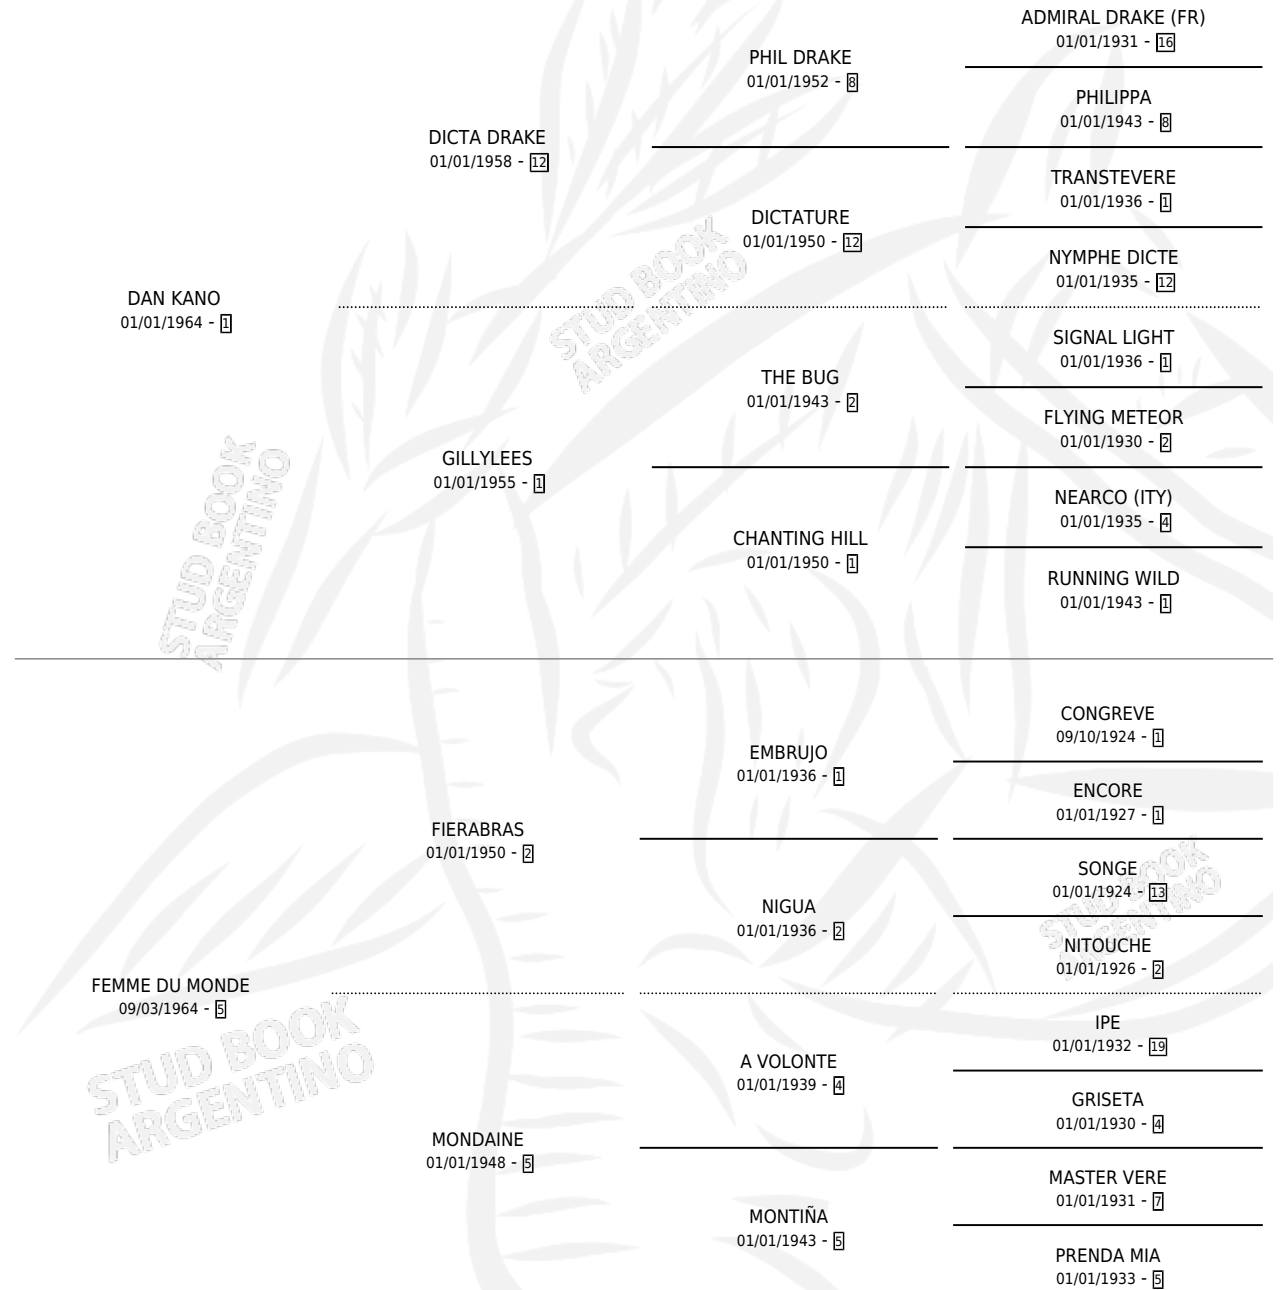 ADMIRAL DRAKE (FR)
01/01/1931 - 16
PHIL DRAKE
01/01/1952 - 8
PHILIPPA
01/01/1943 - 8
DICTA DRAKE
01/01/1958 - 12
TRANSTEVERE
01/01/1936 - 1
DICTATURE
01/01/1950 - 12
NYMPHE DICTE
01/01/1935 - 12
DAN KANO
01/01/1964 - 1
SIGNAL LIGHT
01/01/1936 - 1
THE BUG
01/01/1943 - 2
FLYING METEOR
01/01/1930 - 2
GILLYLEES
01/01/1955 - 1
NEARCO (ITY)
01/01/1935 - 4
CHANTING HILL
01/01/1950 - 1
RUNNING WILD
01/01/1943 - 1
CONGREVE
09/10/1924 - 1
EMBRUJO
01/01/1936 - 1
ENCORE
01/01/1927 - 1
FIERABRAS
01/01/1950 - 2
SONGE
01/01/1924 - 13
NIGUA
01/01/1936 - 2
NITOUCHE
01/01/1926 - 2
FEMME DU MONDE
09/03/1964 - 5
IPE
01/01/1932 - 19
A VOLONTE
01/01/1939 - 4
GRISETA
01/01/1930 - 4
MONDAINE
01/01/1948 - 5
MASTER VERE
01/01/1931 - 7
MONTIÑA
01/01/1943 - 5
PRENDA MIA
01/01/1933 - 5
STUD BOOK
ARGENTINO
STUD BOOK
ARGENTINO
STUD BOOK
ARGENTINO
STUD BOOK
ARGENTINO